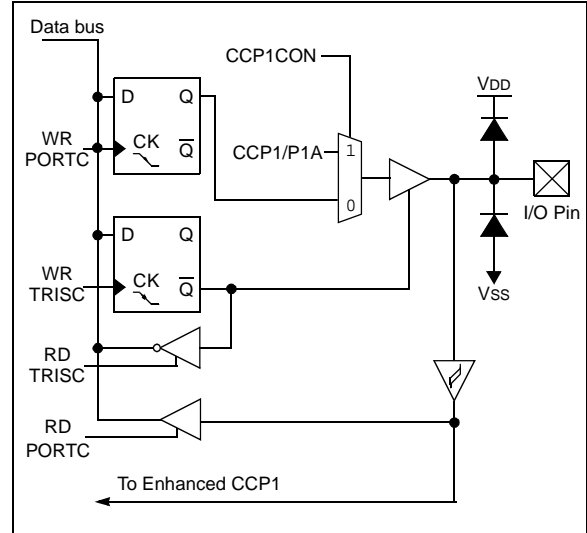 Data bus
CCP1CON
VDD
D
Q
WR
PORTC
CK
Q
CCP1/P1A
1
0
I/O Pin
D
Q
WR
TRISC
CK
Q
VSS
RD
TRISC
RD
PORTC
To Enhanced CCP1